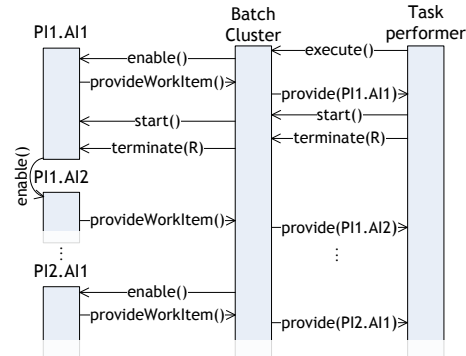 PI1.AI1
Batch
Cluster
Task
performer
execute()
enable()
provideWorkItem()
provide(PI1.AI1)
start()
start()
terminate(R)
terminate(R)
enable()
PI1.AI2
provideWorkItem()
provide(PI1.AI2)
...
...
PI2.AI1
enable()
provideWorkItem()
provide(PI2.AI1)